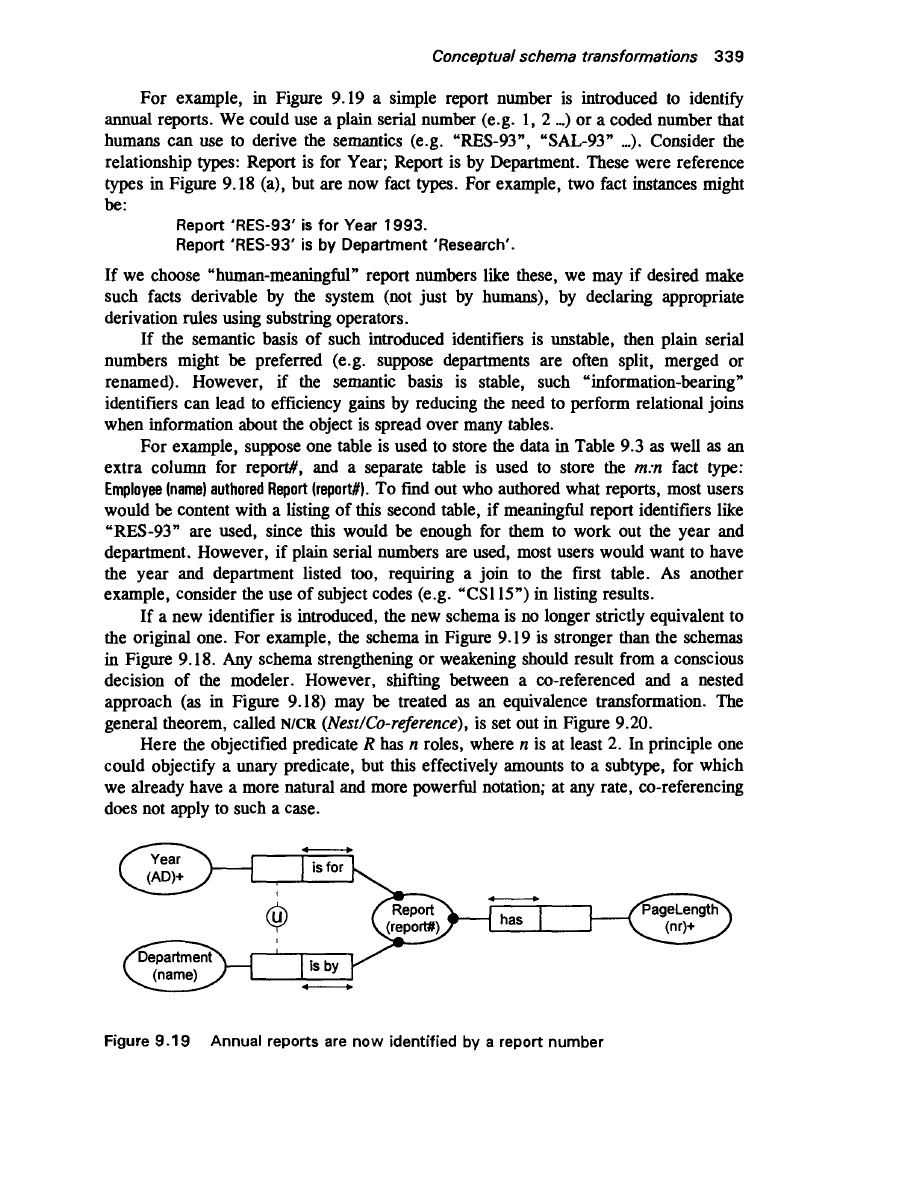 Conceptual schema transformations 339
For example, in Figure 9.19 a simple report number is introduced to identify
annual reports. We could use a plain serial number (e.g. 1, 2 ...) or a coded number that
humans can use to derive the semantics (e.g. “RES-93”, “SAL-93” ...). Consider the
relationship types: Report is for Year; Report is by Department. These were reference
types in Figure 9.18 (a), but are now fact types. For example, two fact instances might
be:
Report 'RES-93' is for Year 1993.
Report 'RES-93' is by Department 'Research'.
If we choose “human-meaningful” report numbers like these, we may if desired make
such facts derivable by the system (not just by humans), by declaring appropriate
derivation rules using substring operators.
If the semantic basis of such introduced identifiers is unstable, then plain serial
numbers might be preferred (e.g. suppose departments are often split, merged or
renamed). However, if the semantic basis is stable, such “information-bearing”
identifiers can lead to efficiency gains by reducing the need to perform relational joins
when information about the object is spread over many tables.
For example, suppose one table is used to store the data in Table 9.3 as well as an
extra column for report#, and a separate table is used to store the m:n fact type:
Employee (name) authored Report (report#). To find out who authored what reports, most users
would be content with a listing of this second table, if meaningful report identifiers like
“RES-93” are used, since this would be enough for them to work out the year and
department. However, if plain serial numbers are used, most users would want to have
the year and department listed too, requiring a join to the first table. As another
example, consider the use of subject codes (e.g. “CS115”) in listing results.
If a new identifier is introduced, the new schema is no longer strictly equivalent to
the original one. For example, the schema in Figure 9.19 is stronger than the schemas
in Figure 9.18. Any schema strengthening or weakening should result from a conscious
decision of the modeler. However, shifting between a co-referenced and a nested
approach (as in Figure 9.18) may be treated as an equivalence transformation. The
general theorem, called N/CR (Nest/Co-reference), is set out in Figure 9.20.
Here the objectified predicate R has n roles, where n is at least 2. In principle one
could objectify a unary predicate, but this effectively amounts to a subtype, for which
we already have a more natural and more powerful notation; at any rate, co-referencing
does not apply to such a case.
Year
(AD)+
is for
U
Report
(report#)
has
PageLength
(nr)+
Department
(name)
is by
Figure 9.19 Annual reports are now identified by a report number